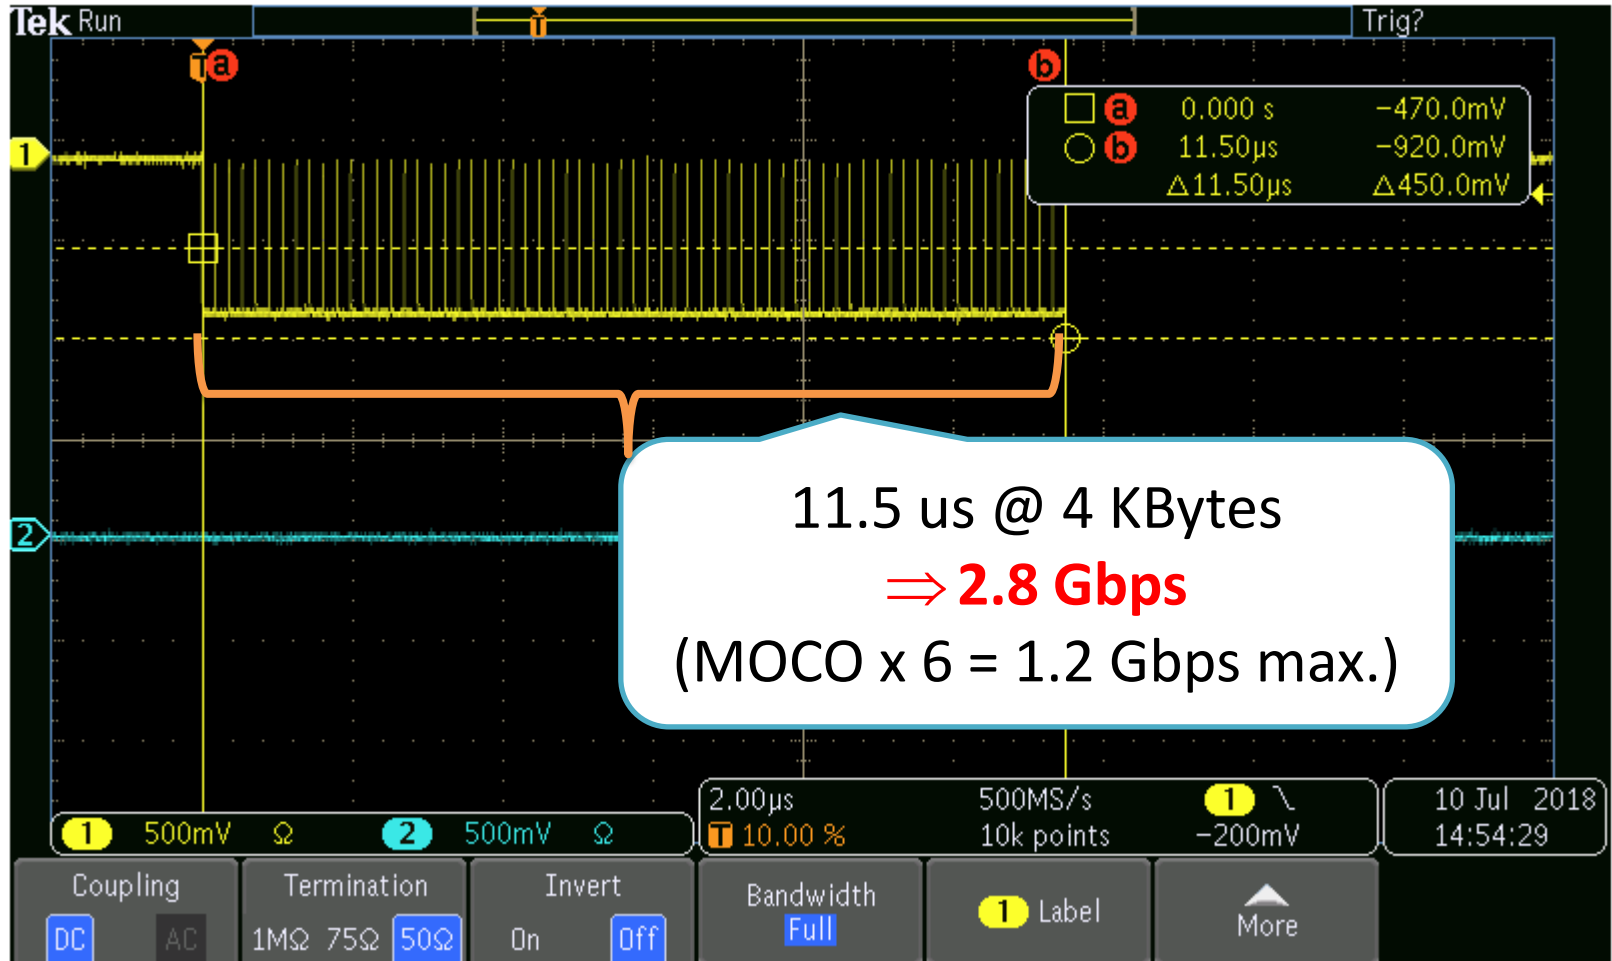 Tek Run Trig?
T a b
a 0.000 s −470.0mV
b 11.50µs −920.0mV
△11.50µs △450.0mV
1
11.5 us @ 4 KBytes
2
⇒ 2.8 Gbps
(MOCO x 6 = 1.2 Gbps max.)
1 500mV Ω 2 500mV Ω
2.00µs 500MS/s 1 \ 10 Jul 2018
T 10.00 % 10k points −200mV 14:54:29
Coupling Termination Invert Bandwidth 1 Label More
DC AC 1MΩ 75Ω 50Ω On Off Full